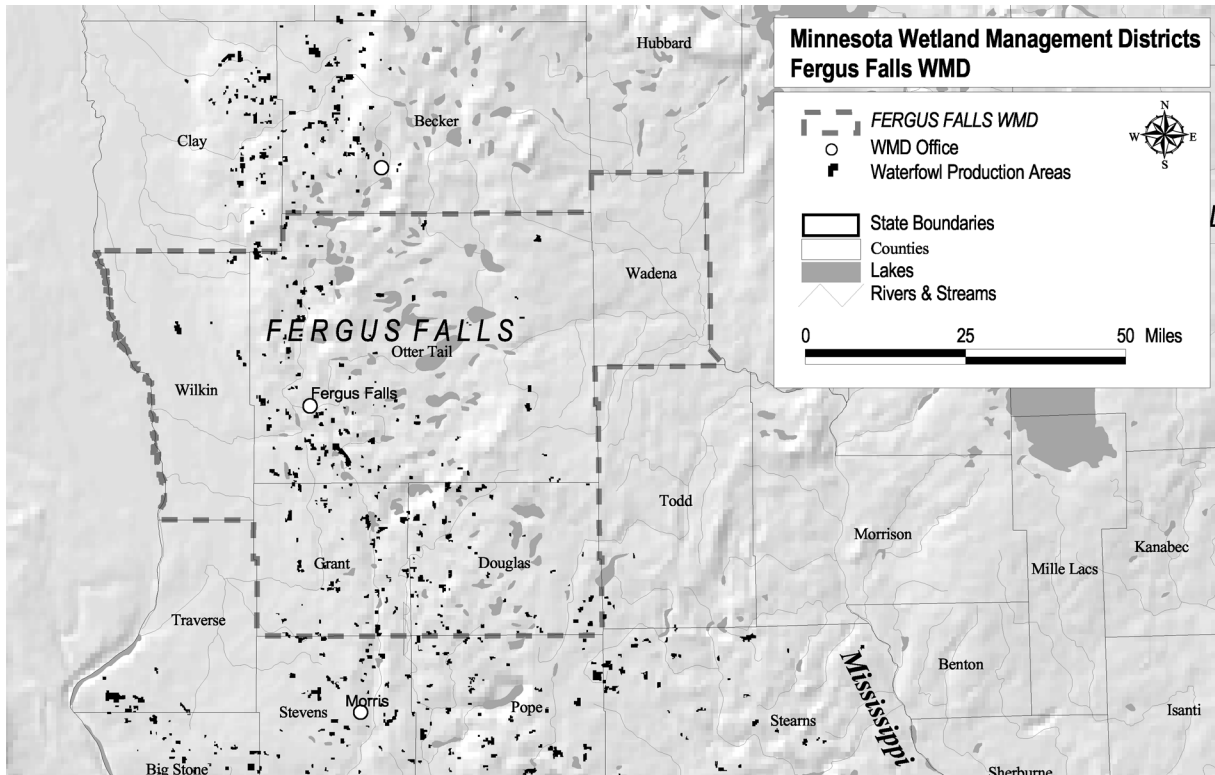 Minnesota Wetland Management Districts
Fergus Falls WMD
FERGUS FALLS WMD
WMD Office
Waterfowl Production Areas
N
W E
S
State Boundaries
Counties
Lakes
Rivers & Streams
0 25 50 Miles
Hubbard
Becker
Clay
Wadena
FERGUS FALLS
Otter Tail
Wilkin
Fergus Falls
Todd
Morrison
Kanabec
Grant
Douglas
Mille Lacs
Traverse
Benton
Mississippi
Morris
Stevens
Pope
Stearns
Isanti
Big Stone
Sherburne